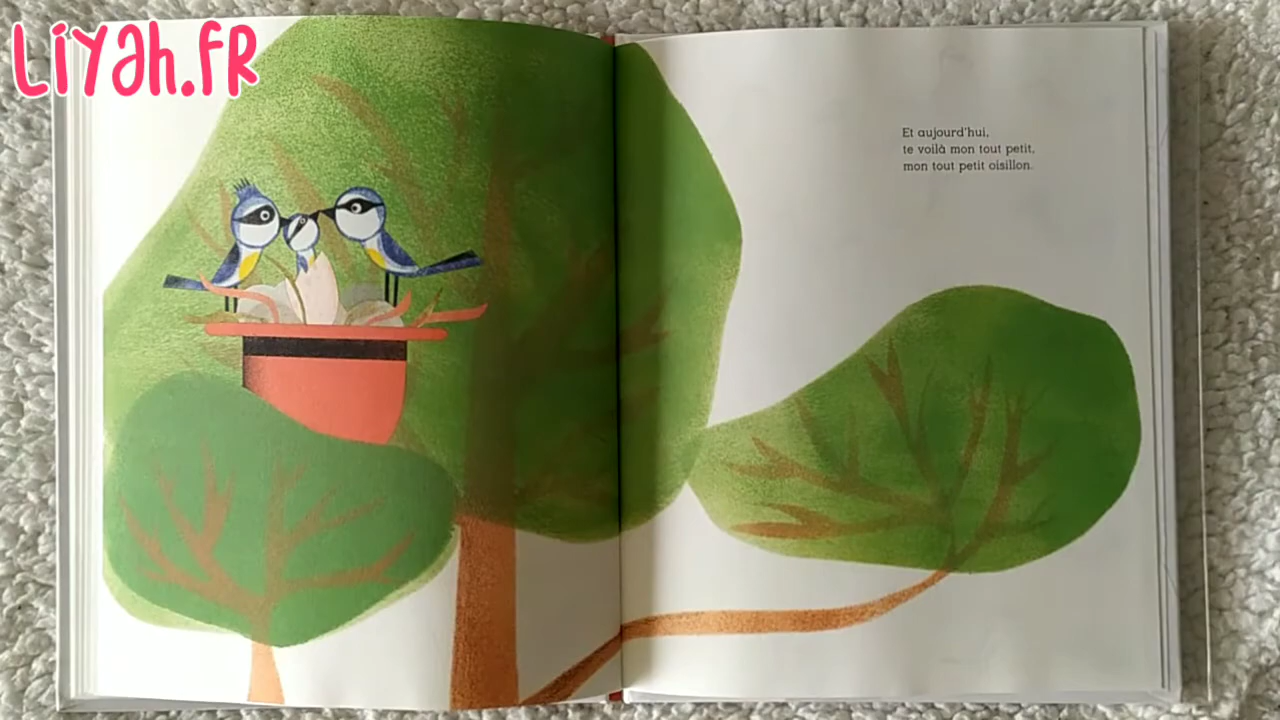 LiYah.FR
Et aujourd'hui,
te voilà mon tout petit,
mon tout petit oisillon.